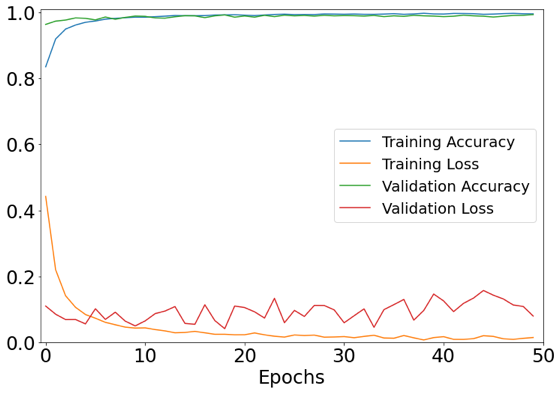 1.0
0.8
0.6
0.4
0.2
0.0
Training Accuracy
Training Loss
Validation Accuracy
Validation Loss
0 10 20 30 40 50
Epochs